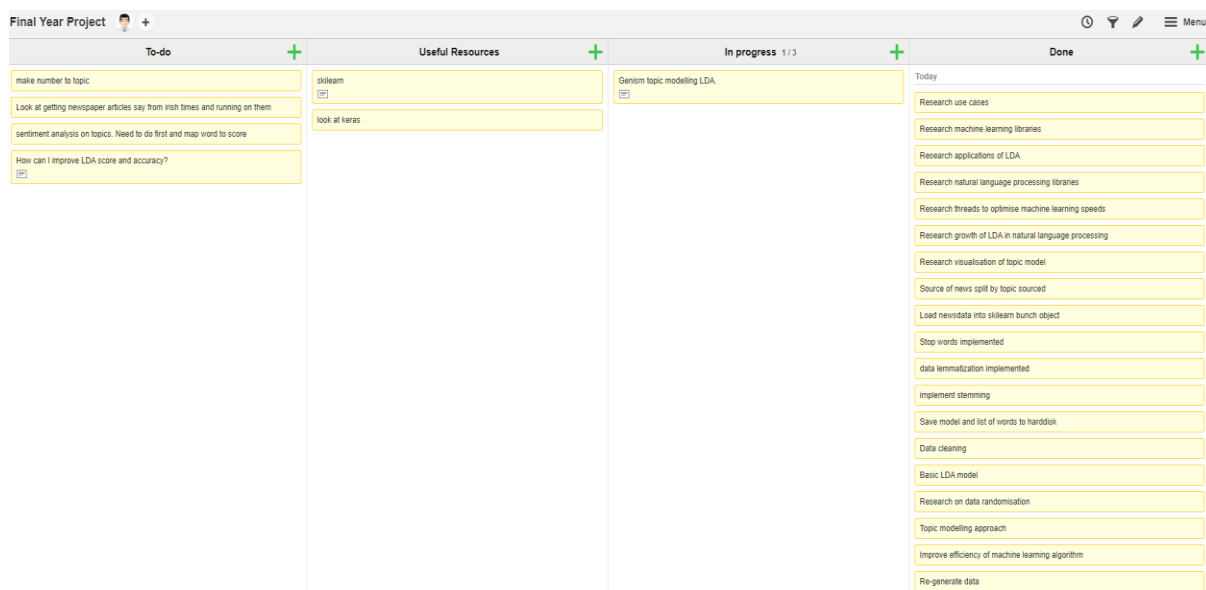 Final Year Project +
Menu
To-do
Useful Resources
In progress 1 / 3
Done
make number to topic
Look at getting newspaper articles say from irish times and running on them
sentiment analysis on topics. Need to do first and map word to score
How can I improve LDA score and accuracy?
skilearn
look at keras
Genism topic modelling LDA.
Today
Research use cases
Research machine learning libraries
Research applications of LDA
Research natural language processing libraries
Research threads to optimise machine learning speeds
Research growth of LDA in natural language processing
Research visualisation of topic model
Source of news split by topic sourced
Load newsdata into skilearn bunch object
Stop words implemented
data lemmatization implemented
implement stemming
Save model and list of words to harddisk
Data cleaning
Basic LDA model
Research on data randomisation
Topic modelling approach
Improve efficiency of machine learning algorithm
Re-generate data